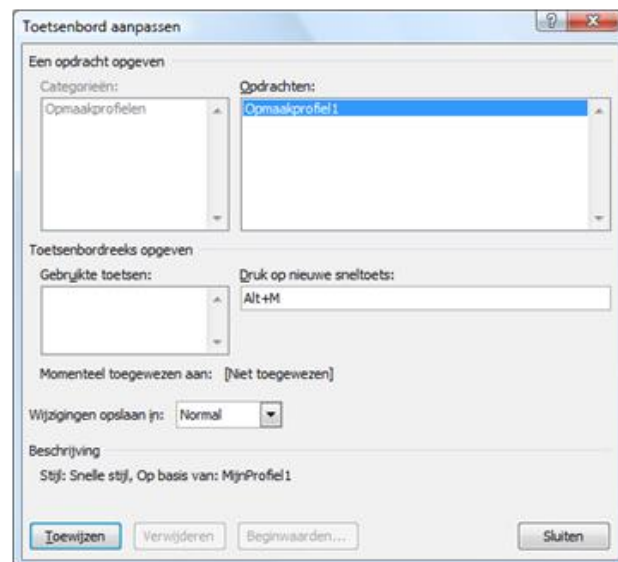 Toetsenbord aanpassen
Een opdracht opgeven
Categorieën: Opdrachten:
Opmaakprofielen Opmaakprofiel1
Toetsenbordreeks opgeven
Gebruikte toetsen: Druk op nieuwe sneltoets:
Alt+M
Momenteel toegewezen aan: [Niet toegewezen]
Wijzigingen opslaan in: Normal
Beschrijving
Stijl: Snelle stijl, Op basis van: MijnProfiel1
Toewijzen Verwijderen Beginwaarden... Sluiten